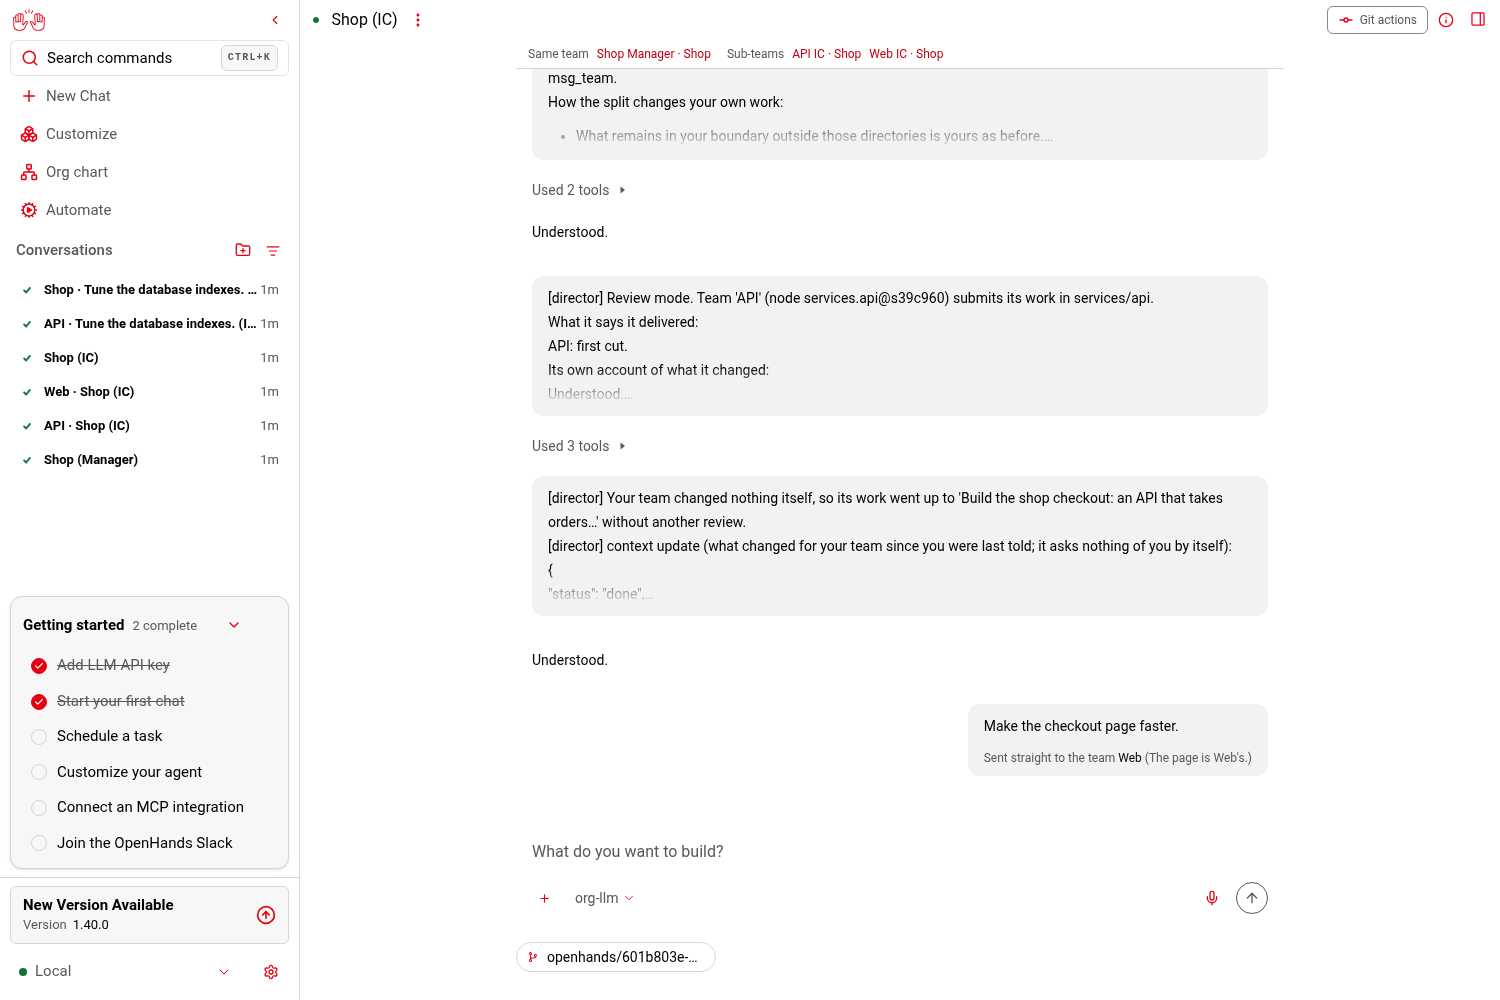 Search commands
CTRL+K
New Chat
Customize
Org chart
Automate
Conversations
Shop · Tune the database indexes. ... 1m
API · Tune the database indexes. (I... 1m
Shop (IC) 1m
Web · Shop (IC) 1m
API · Shop (IC) 1m
Shop (Manager) 1m
Getting started 2 complete
Add LLM API key
Start your first chat
Schedule a task
Customize your agent
Connect an MCP integration
Join the OpenHands Slack
New Version Available
Version 1.40.0
Local
Shop (IC)
Git actions
Same team Shop Manager · Shop Sub-teams API IC · Shop Web IC · Shop
msg_team.
How the split changes your own work:
• What remains in your boundary outside those directories is yours as before.…
Used 2 tools
Understood.
[director] Review mode. Team 'API' (node services.api@s39c960) submits its work in services/api.
What it says it delivered:
API: first cut.
Its own account of what it changed:
Understood.…
Used 3 tools
[director] Your team changed nothing itself, so its work went up to 'Build the shop checkout: an API that takes
orders…' without another review.
[director] context update (what changed for your team since you were last told; it asks nothing of you by itself):
{
"status": "done",…
Understood.
Make the checkout page faster.
Sent straight to the team Web (The page is Web's.)
What do you want to build?
org-llm
openhands/601b803e-...